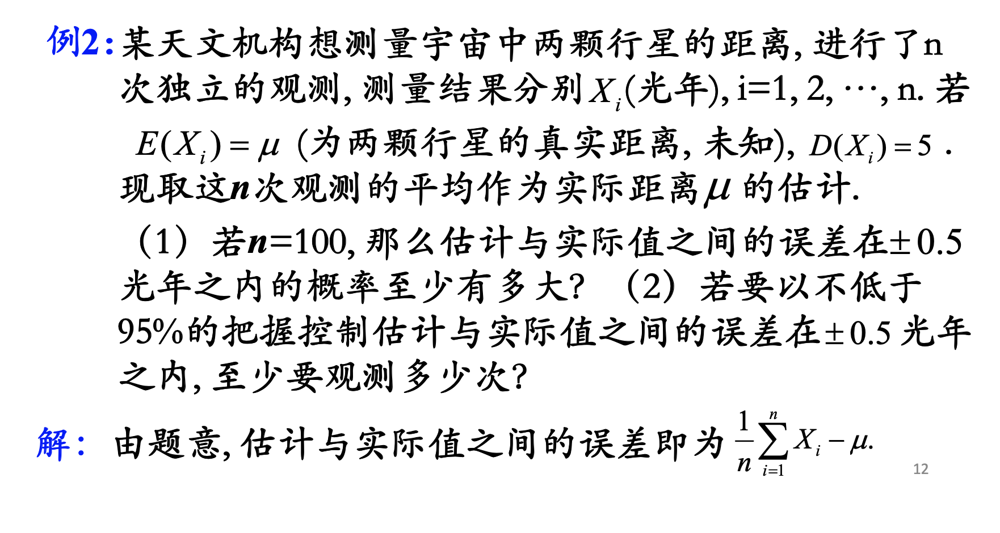 例2:某天文机构想测量宇宙中两颗行星的距离,进行了n
次独立的观测,测量结果分别X_i(光年), i=1, 2, ⋯, n. 若
E(X_i) = μ (为两颗行星的真实距离, 未知), D(X_i) = 5 .
现取这n次观测的平均作为实际距离μ 的估计.
（1）若n=100, 那么估计与实际值之间的误差在± 0.5
光年之内的概率至少有多大? （2）若要以不低于
95%的把握控制估计与实际值之间的误差在± 0.5 光年
之内, 至少要观测多少次?
解: 由题意, 估计与实际值之间的误差即为 \frac{1}{n}\sum_{i=1}^{n} X_i − μ.
12